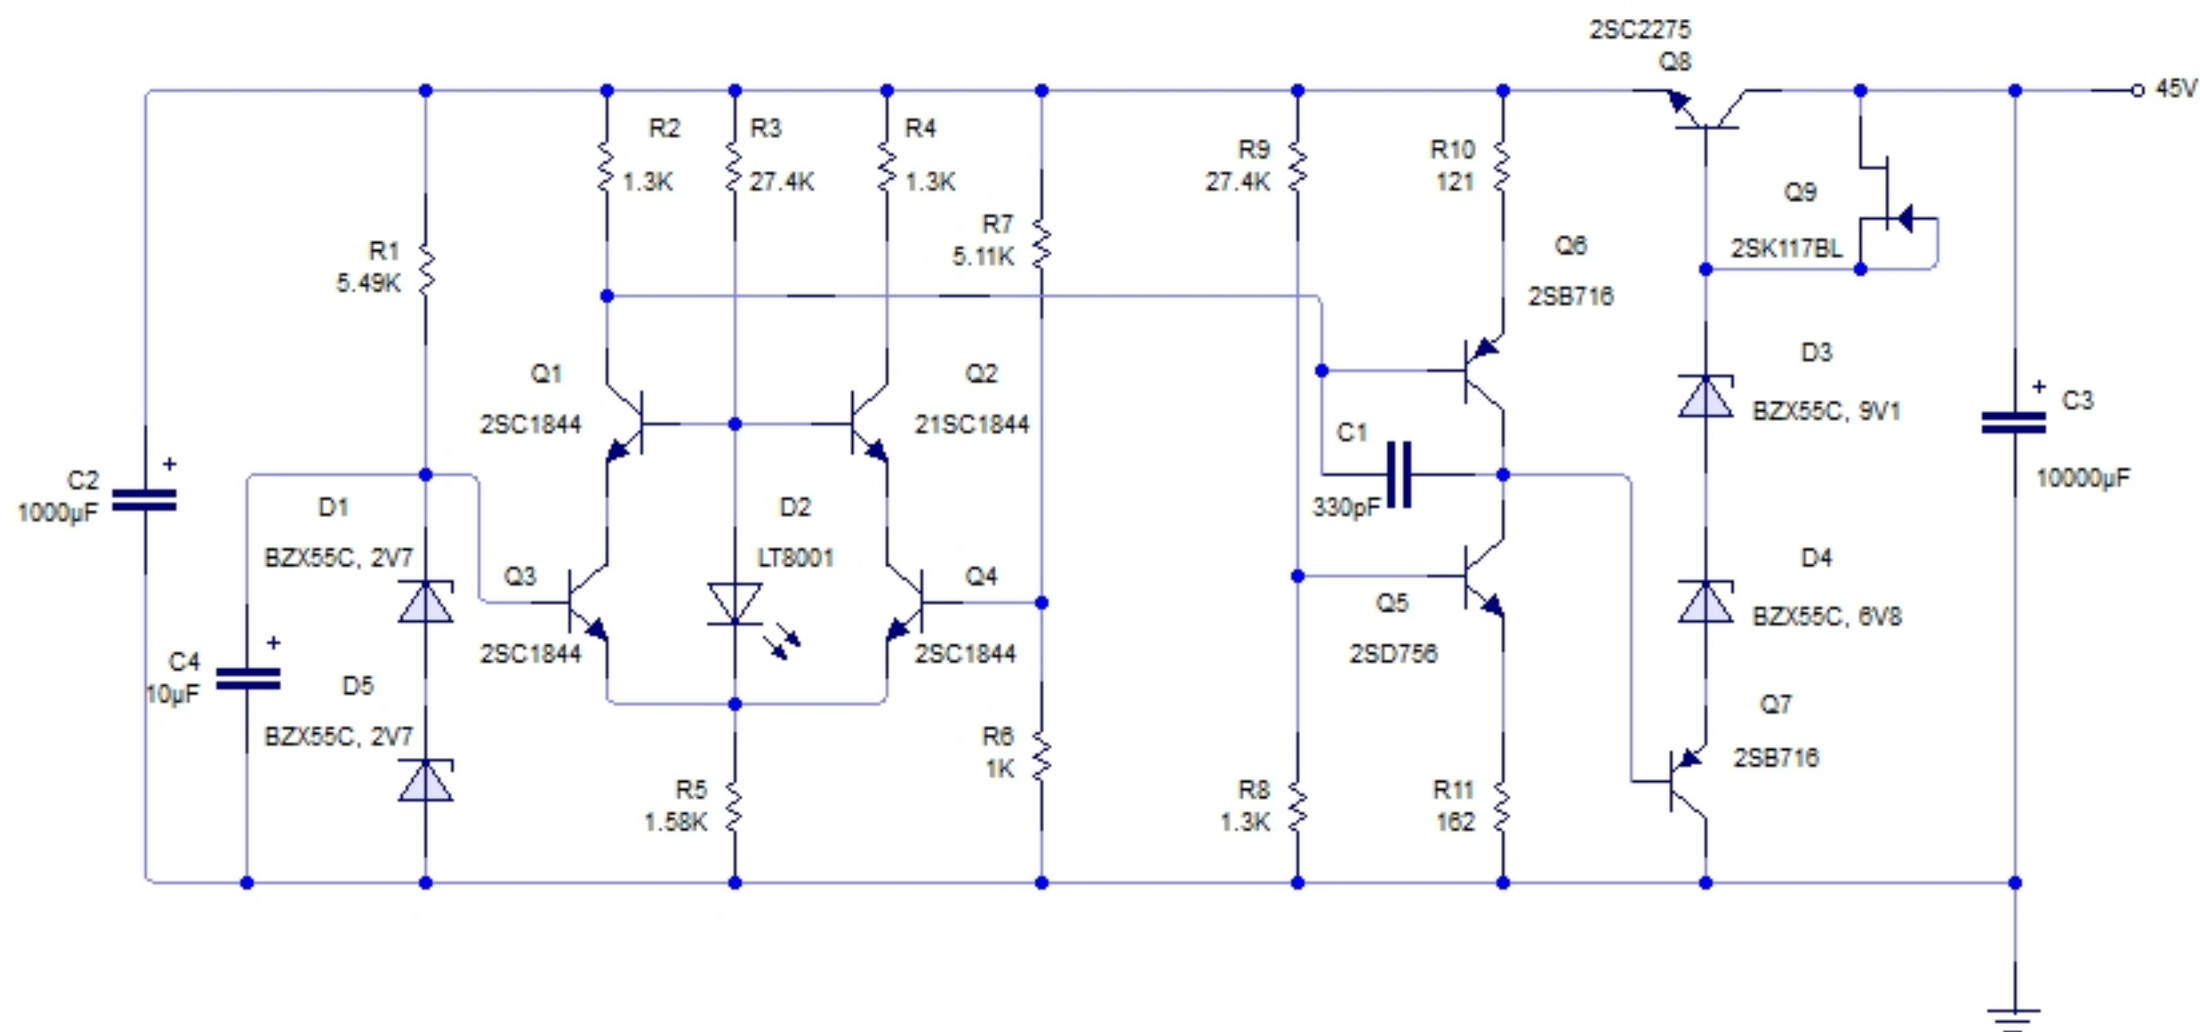 2SC2275
Q8
45V
R2
1.3K
R3
27.4K
R4
1.3K
R9
27.4K
R10
121
Q9
2SK117BL
R7
5.11K
R1
5.49K
Q6
2SB716
D3
BZX55C, 9V1
Q1
2SC1844
Q2
21SC1844
+
C3
10000µF
C1
330pF
+
C2
1000µF
D1
BZX55C, 2V7
D2
LT8001
D4
BZX55C, 6V8
Q3
2SC1844
Q4
2SC1844
Q5
2SD756
+
C4
10µF
D5
BZX55C, 2V7
Q7
2SB716
R6
1K
R5
1.58K
R8
1.3K
R11
162